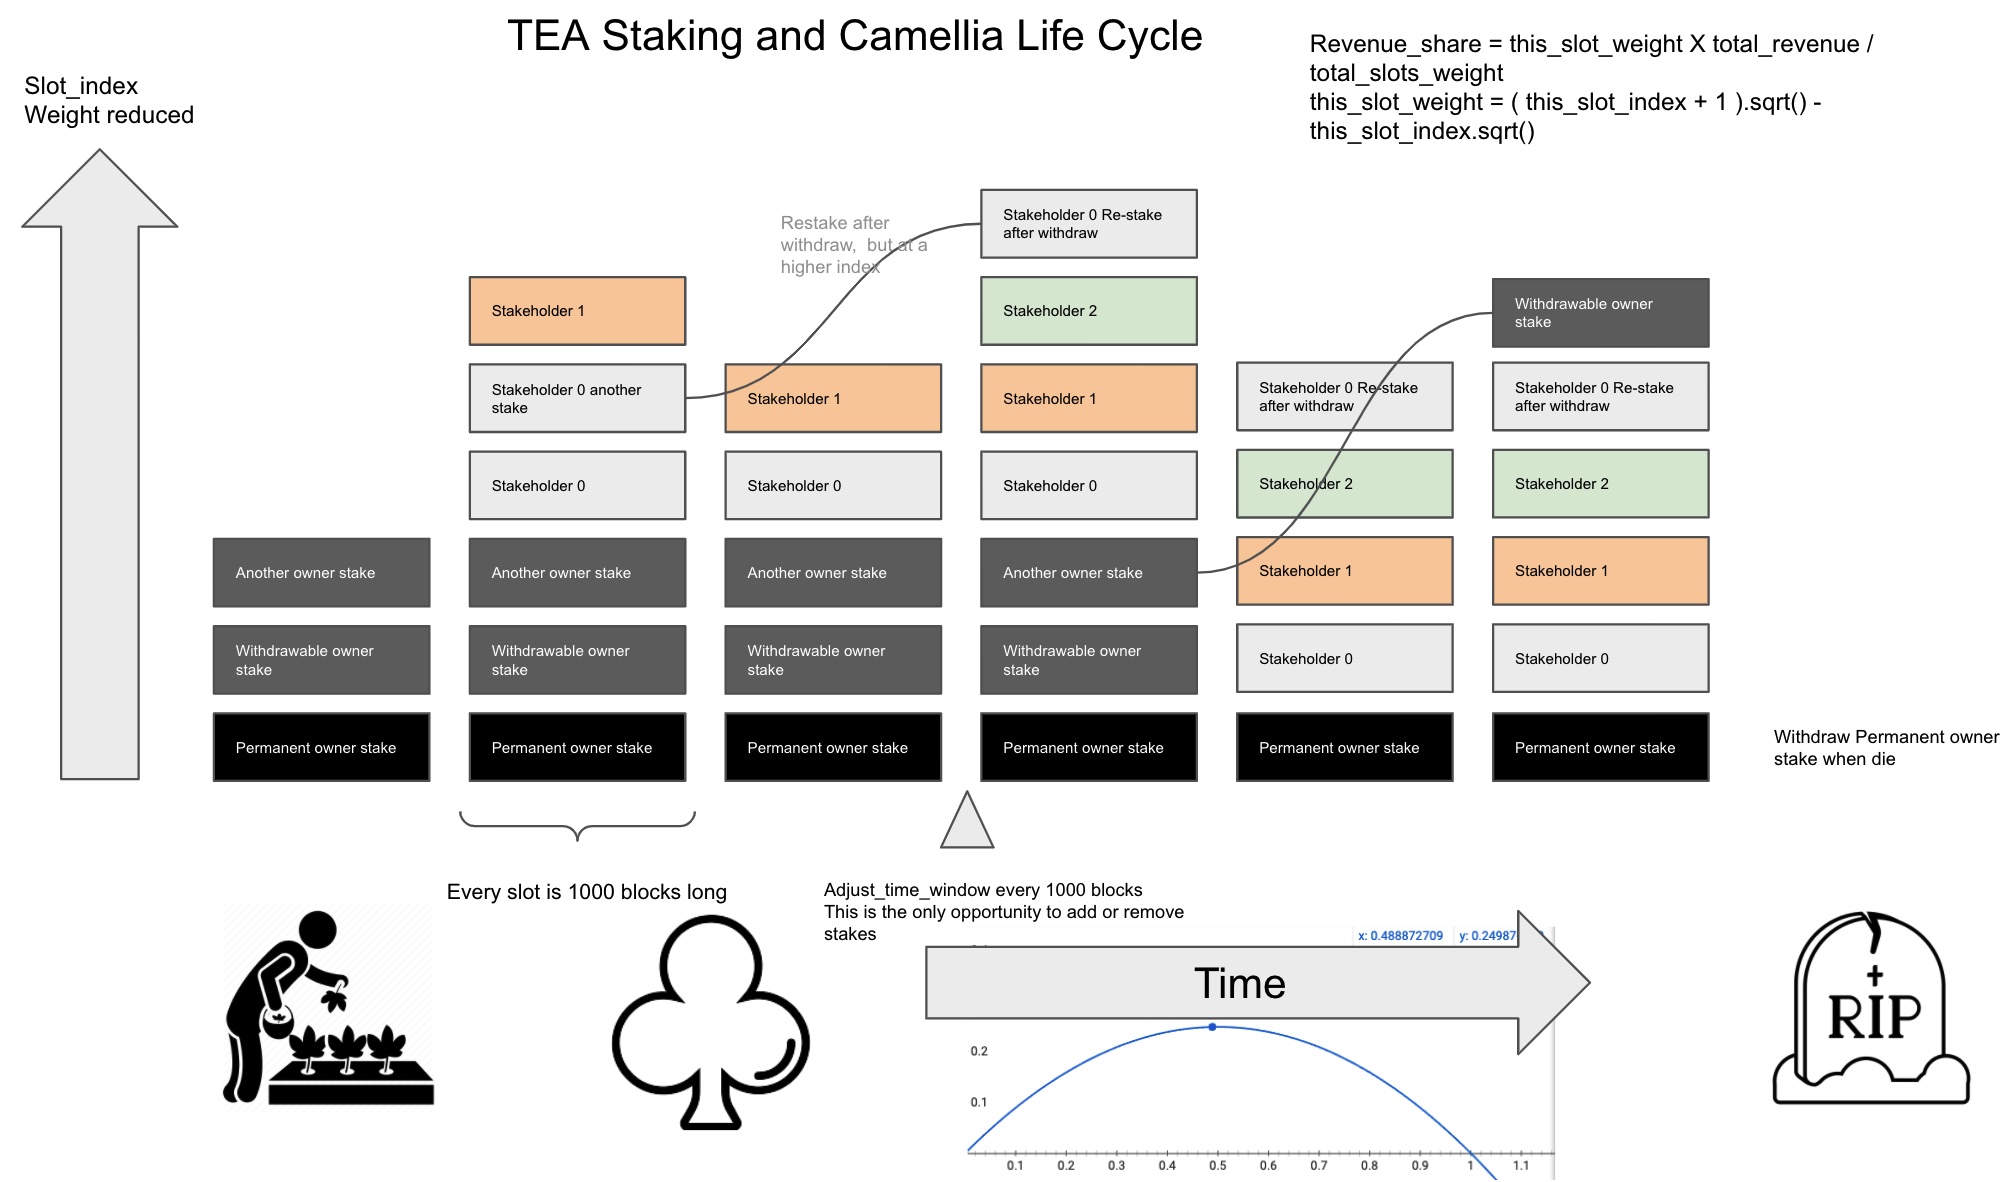 TEA Staking and Camellia Life Cycle
Revenue_share = this_slot_weight X total_revenue /
total_slots_weight
this_slot_weight = ( this_slot_index + 1 ).sqrt() -
this_slot_index.sqrt()
Slot_index
Weight reduced
Restake after
withdraw,  but at a
higher index
Another owner stake
Withdrawable owner
stake
Permanent owner stake
Stakeholder 1
Stakeholder 0 another
stake
Stakeholder 0
Another owner stake
Withdrawable owner
stake
Permanent owner stake
Stakeholder 1
Stakeholder 0
Another owner stake
Withdrawable owner
stake
Permanent owner stake
Stakeholder 0 Re-stake
after withdraw
Stakeholder 2
Stakeholder 1
Stakeholder 0
Another owner stake
Withdrawable owner
stake
Permanent owner stake
Stakeholder 0 Re-stake
after withdraw
Stakeholder 2
Stakeholder 1
Stakeholder 0
Permanent owner stake
Withdrawable owner
stake
Stakeholder 0 Re-stake
after withdraw
Stakeholder 2
Stakeholder 1
Stakeholder 0
Permanent owner stake
Withdraw Permanent owner
stake when die
Every slot is 1000 blocks long
Adjust_time_window every 1000 blocks
This is the only opportunity to add or remove
stakes
x: 0.488872709 y: 0.2498
Time
0.2
0.1
0.1 0.2 0.3 0.4 0.5 0.6 0.7 0.8 0.9 1 1.1
RIP